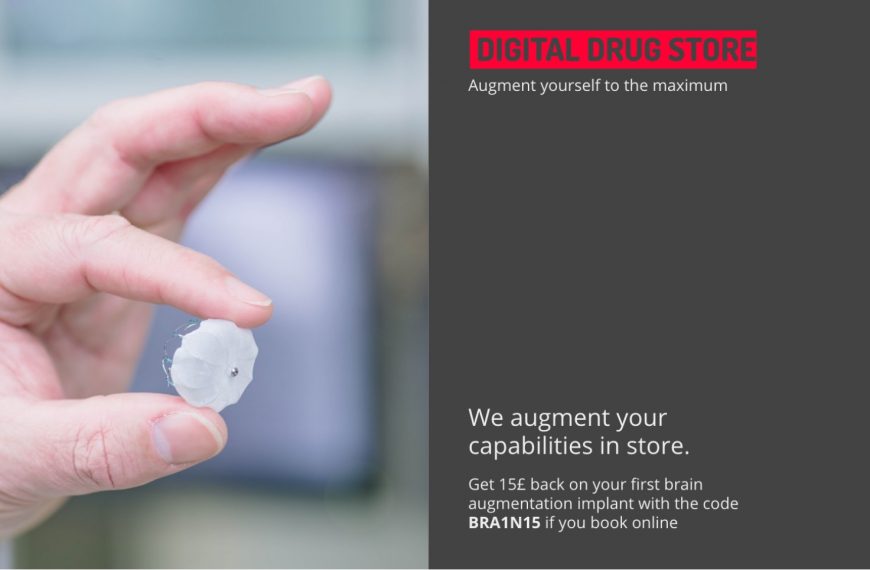 DIGITAL DRUG STORE
Augment yourself to the maximum
We augment your
capabilities in store.
Get 15£ back on your first brain
augmentation implant with the code
BRA1N15 if you book online